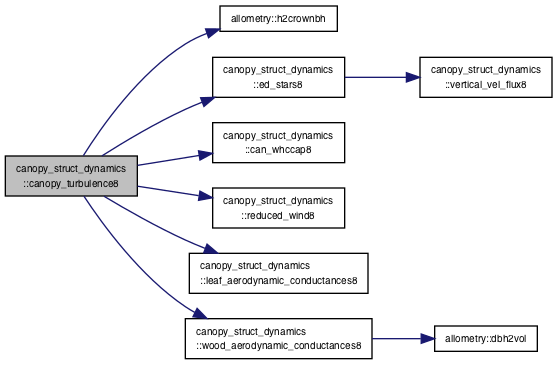 allometry::h2crownbh
canopy_struct_dynamics
::ed_stars8
canopy_struct_dynamics
::vertical_vel_flux8
canopy_struct_dynamics
::can_whccap8
canopy_struct_dynamics
::canopy_turbulence8
canopy_struct_dynamics
::reduced_wind8
canopy_struct_dynamics
::leaf_aerodynamic_conductances8
canopy_struct_dynamics
::wood_aerodynamic_conductances8
allometry::dbh2vol